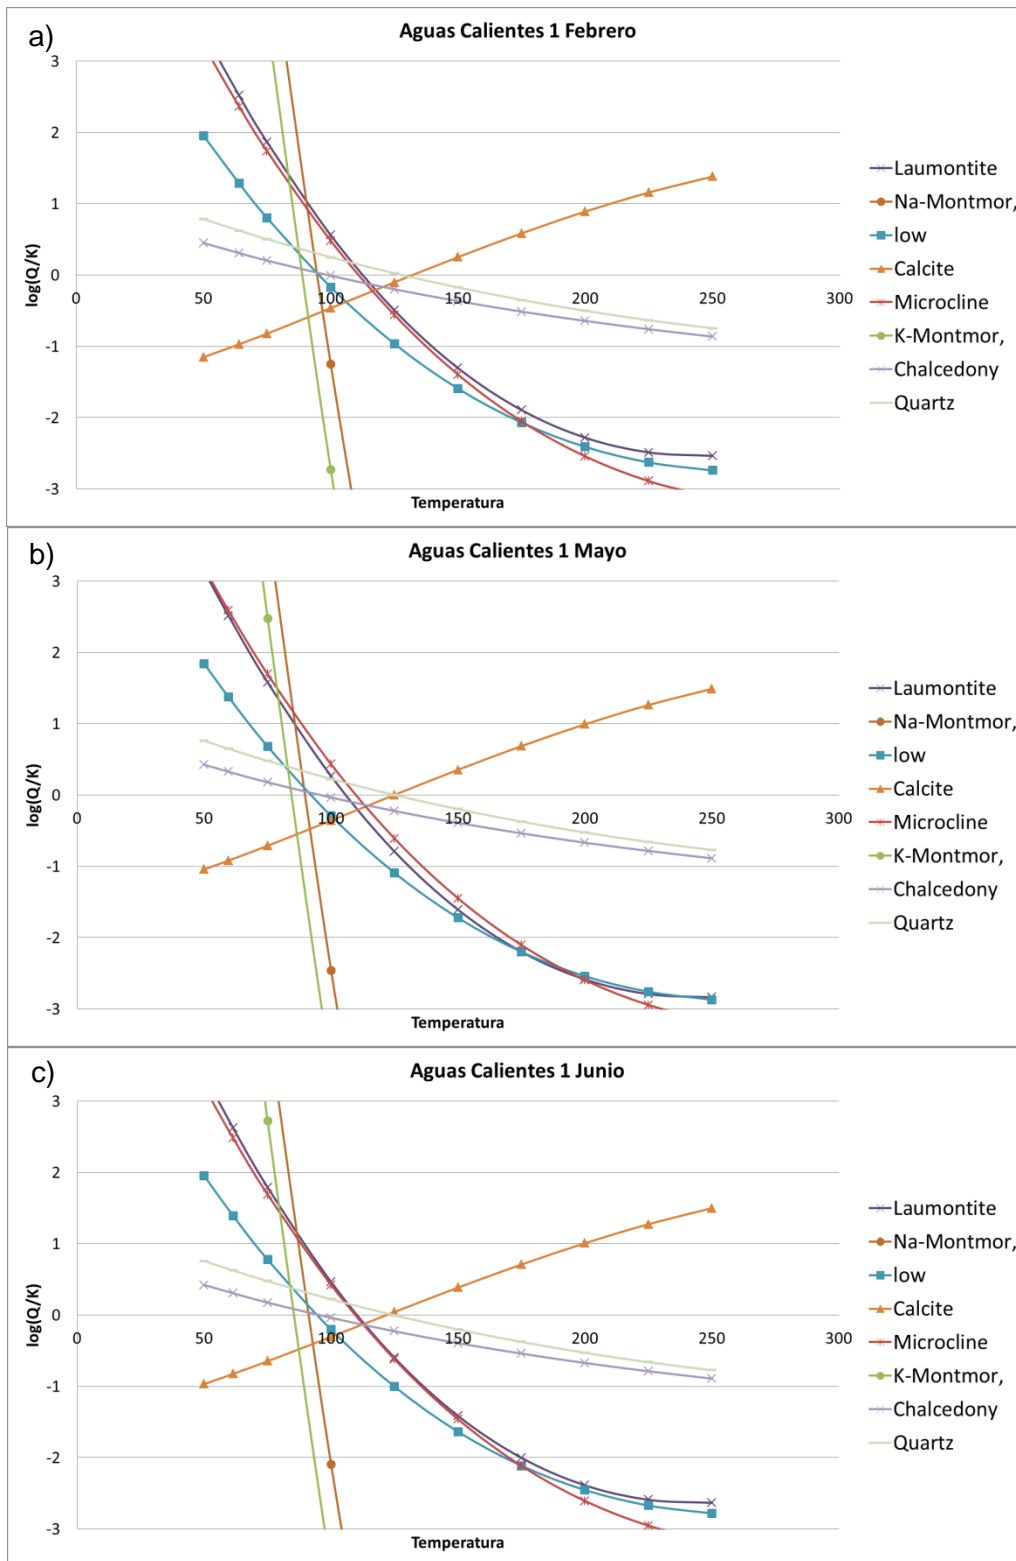 a)
Aguas Calientes 1 Febrero
3
2
1
0
-1
-2
-3
0 50 100 150 200 250 300
log(Q/K)
Temperatura
Laumontite
Na-Montmor,
low
Calcite
Microcline
K-Montmor,
Chalcedony
Quartz
b)
Aguas Calientes 1 Mayo
3
2
1
0
-1
-2
-3
0 50 100 150 200 250 300
log(Q/K)
Temperatura
Laumontite
Na-Montmor,
low
Calcite
Microcline
K-Montmor,
Chalcedony
Quartz
c)
Aguas Calientes 1 Junio
3
2
1
0
-1
-2
-3
0 50 100 150 200 250 300
log(Q/K)
Temperatura
Laumontite
Na-Montmor,
low
Calcite
Microcline
K-Montmor,
Chalcedony
Quartz